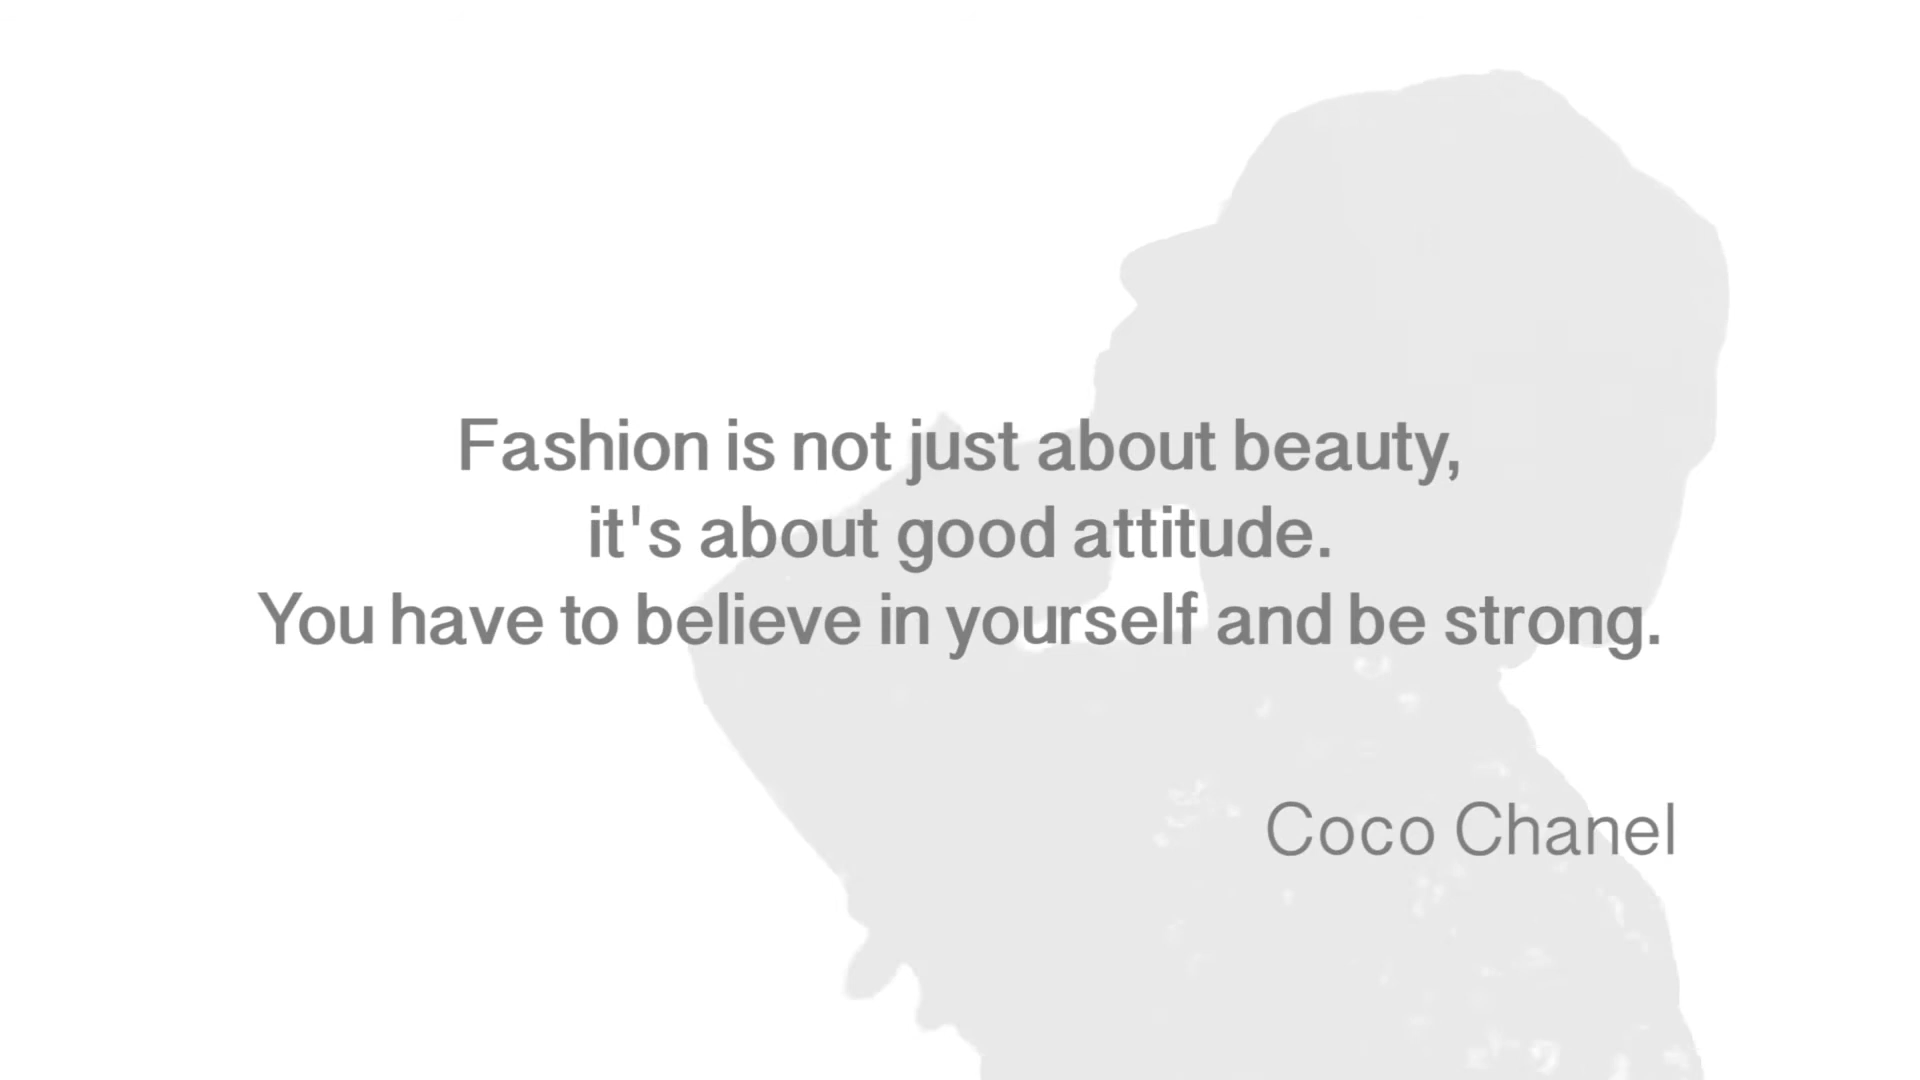 Fashion is not just about beauty,
it's about good attitude.
You have to believe in yourself and be strong.
Coco Chanel